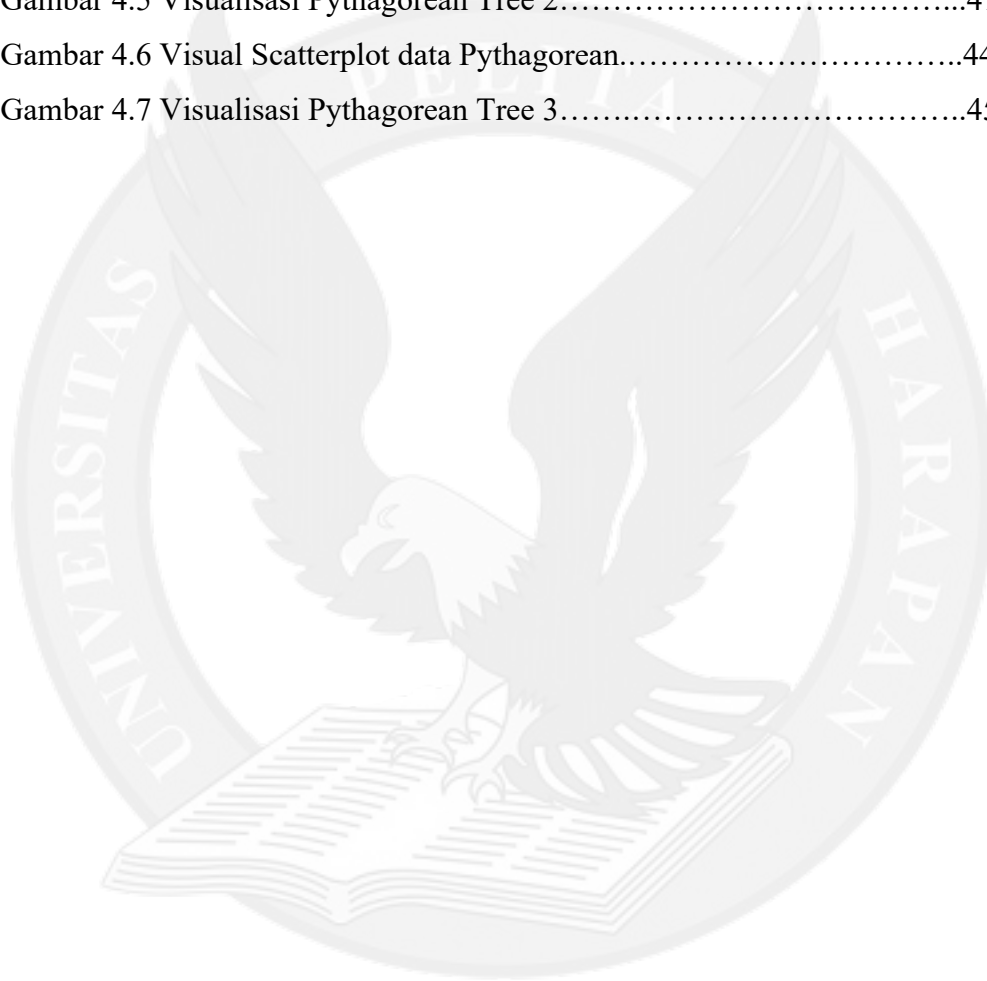 Gambar 4.5 Visualisasi Pythagorean Tree 2……………………………...4
Gambar 4.6 Visual Scatterplot data Pythagorean.…………………………..44
Gambar 4.7 Visualisasi Pythagorean Tree 3…….………………………..45
UNIVERSITAS PELITA HARAPAN